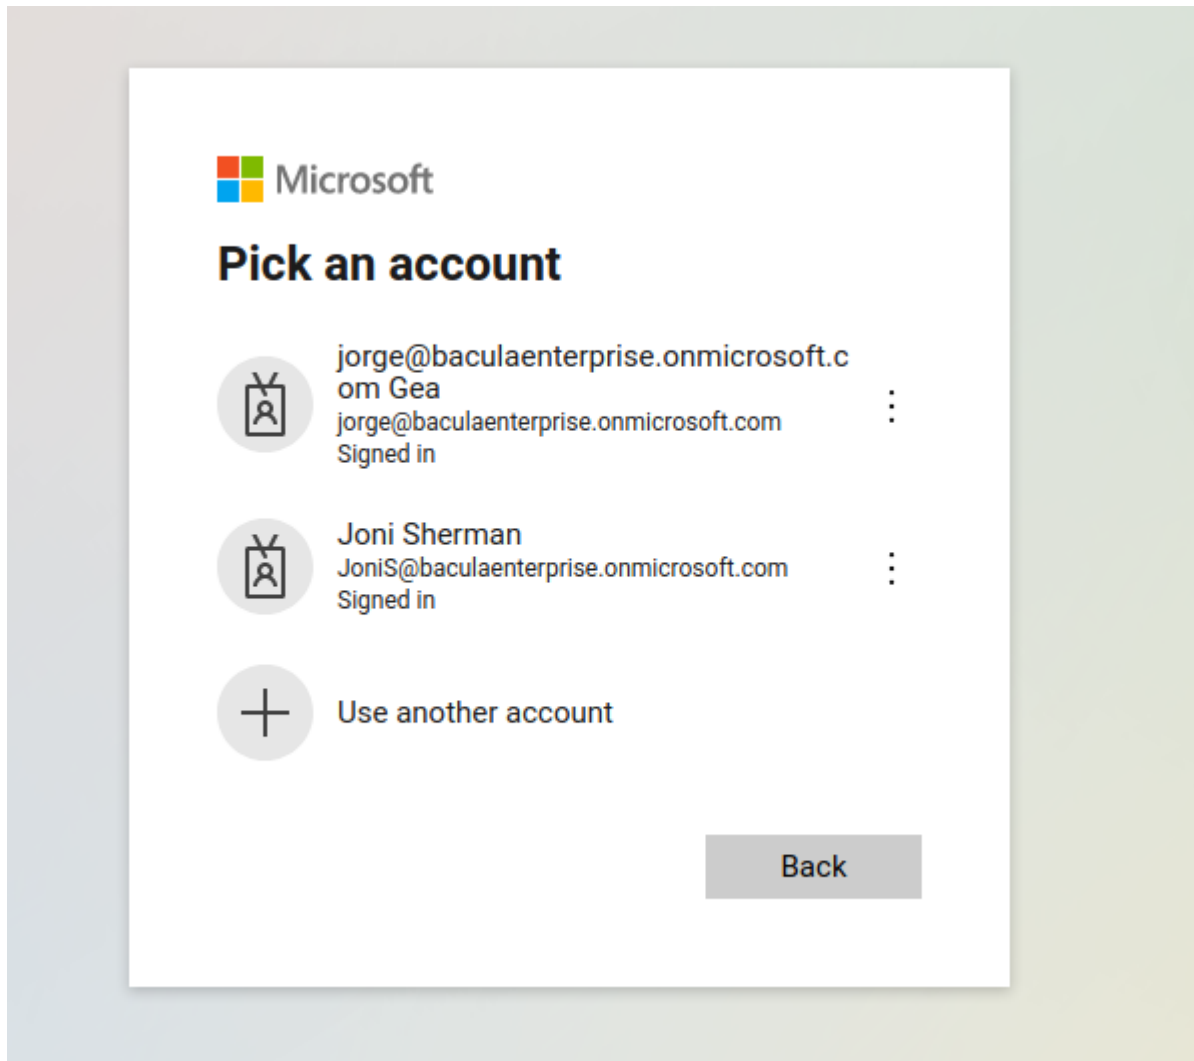 Microsoft
Pick an account
jorge@baculaenterprise.onmicrosoft.c
om Gea
jorge@baculaenterprise.onmicrosoft.com
Signed in
Joni Sherman
JoniS@baculaenterprise.onmicrosoft.com
Signed in
Use another account
Back